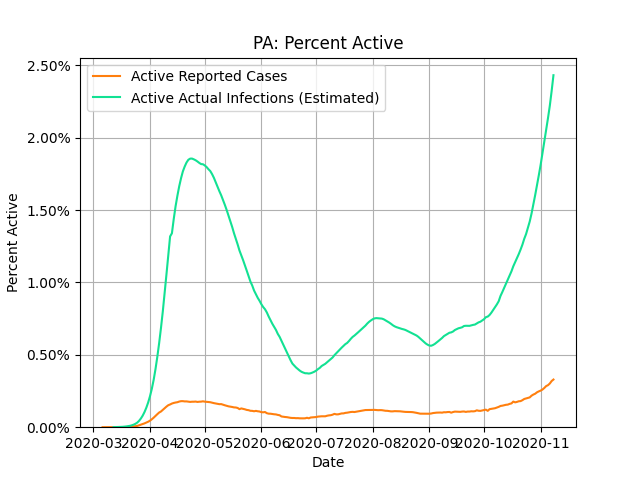 PA: Percent Active
Active Reported Cases
Active Actual Infections (Estimated)
Percent Active
2.50%
2.00%
1.50%
1.00%
0.50%
0.00%
2020-03 2020-04 2020-05 2020-06 2020-07 2020-08 2020-09 2020-10 2020-11
Date